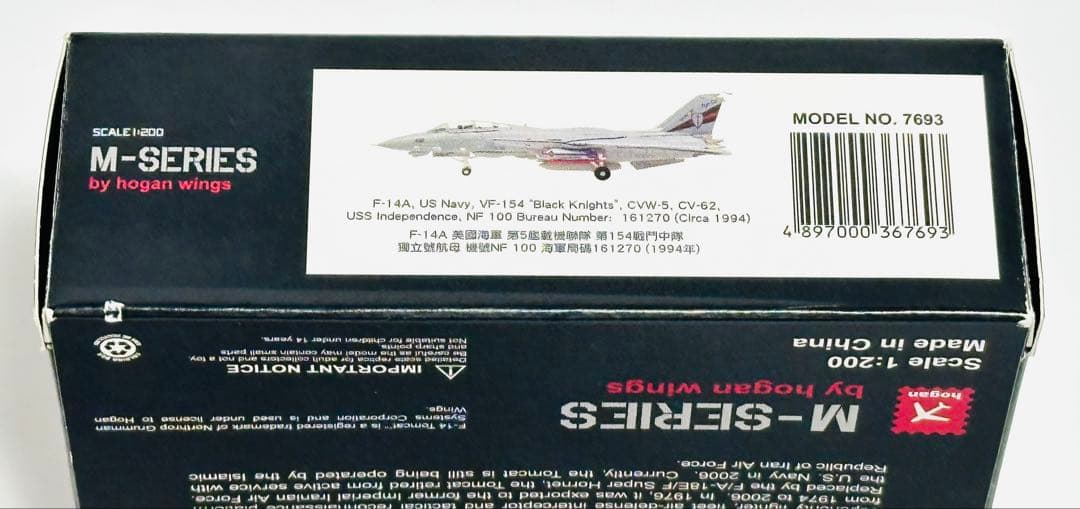 SCALE 1:200
M-SERIES
by hogan wings
F-14A, US Navy, VF-154 "Black Knights", CVW-5, CV-62,
USS Independence, NF 100 Bureau Number: 161270 (Circa 1994)
F-14A 美國海軍 第5艦載機聯隊 第154戰鬥中隊
獨立號航母 機號NF 100 海軍局碼161270 (1994年)
MODEL NO. 7693
4 897000 367693
fighter, fleet air-defense interceptor and tactical reconnaissance platform
from 1974 to 2006. In 1976, it was exported to the former Imperial Iranian Air Force.
Replaced by the F/A-18E/F Super Hornet, the Tomcat retired from active service with
the U.S. Navy in 2006. Currently, the Tomcat is still being operated by the Islamic
Republic of Iran Air Force.
hogan
M-SERIES
by hogan wings
Scale 1:200
Made in China
F-14 Tomcat™ is a registered trademark of Northrop Grumman
Systems Corporation and is used under license to Hogan
Wings.
IMPORTANT NOTICE
Detailed scale replica for adult collectors and not a toy.
Be careful as the model may contain small parts
and sharp points.
Not suitable for children under 14 years.